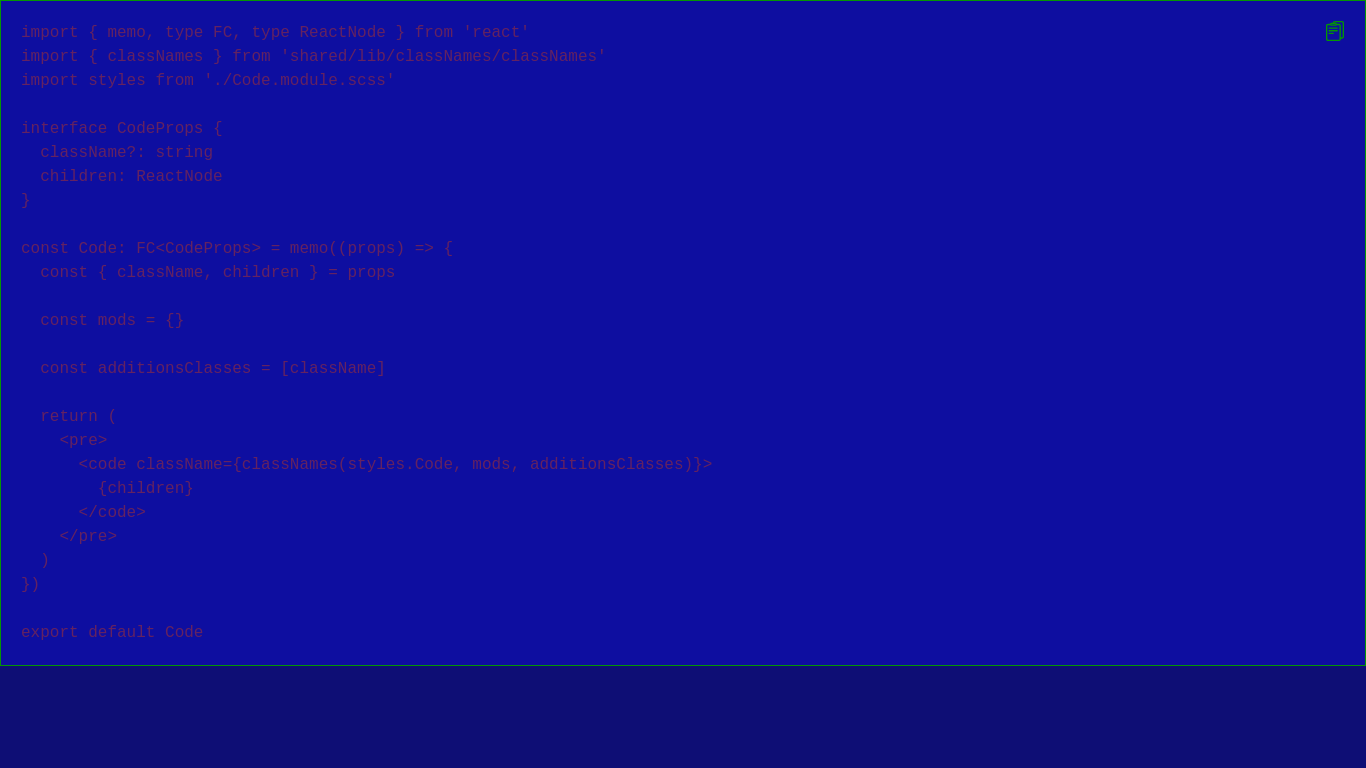 import { memo, type FC, type ReactNode } from 'react'
import { classNames } from 'shared/lib/classNames/classNames'
import styles from './Code.module.scss'

interface CodeProps {
  className?: string
  children: ReactNode
}

const Code: FC<CodeProps> = memo((props) => {
  const { className, children } = props

  const mods = {}

  const additionsClasses = [className]

  return (
    <pre>
      <code className={classNames(styles.Code, mods, additionsClasses)}>
        {children}
      </code>
    </pre>
  )
})

export default Code